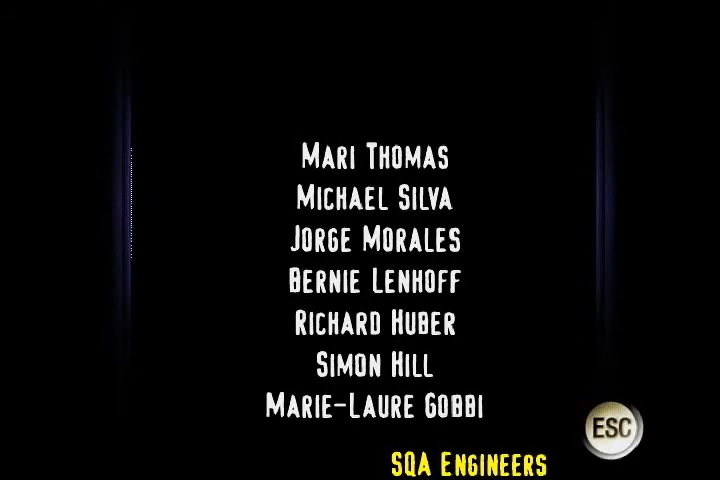 Mari Thomas
Michael Silva
Jorge Morales
Bernie Lenhoff
Richard Huber
Simon Hill
Marie-Laure Gobbi
ESC
SQA Engineers